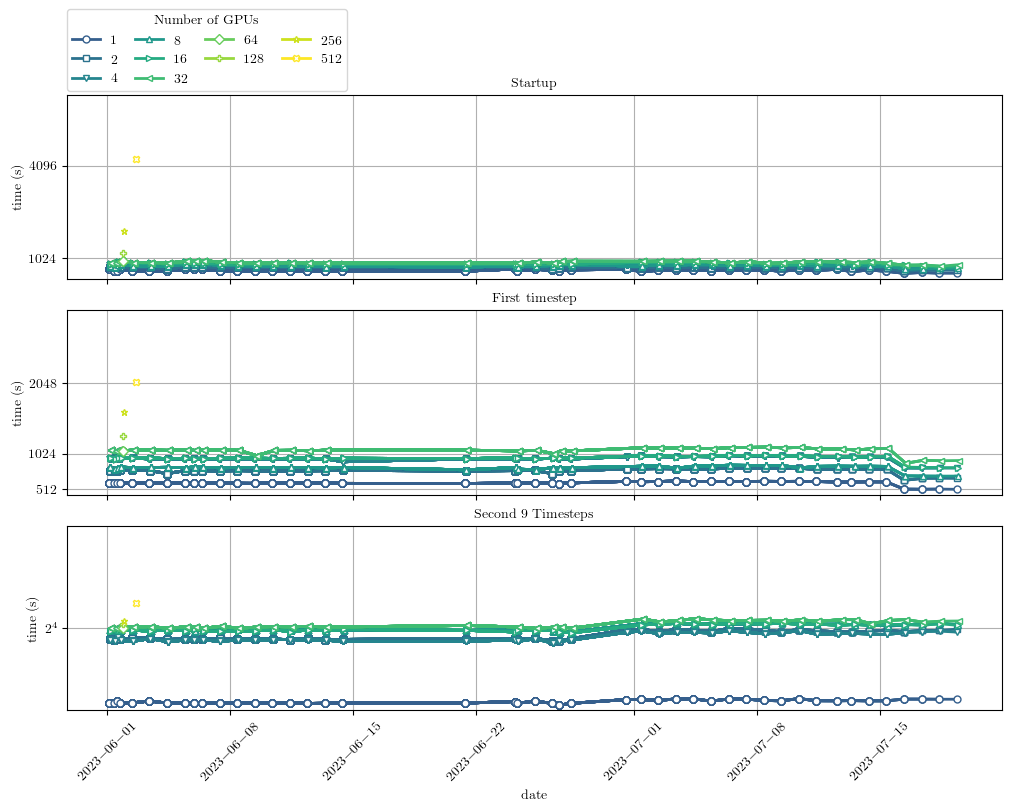 Number of GPUs
1 8 64 256
2 16 128 512
4 32
Startup
time (s)
4096
1024
First timestep
time (s)
2048
1024
512
Second 9 Timesteps
time (s)
2⁴
2023−06−01 2023−06−08 2023−06−15 2023−06−22 2023−07−01 2023−07−08 2023−07−15
date